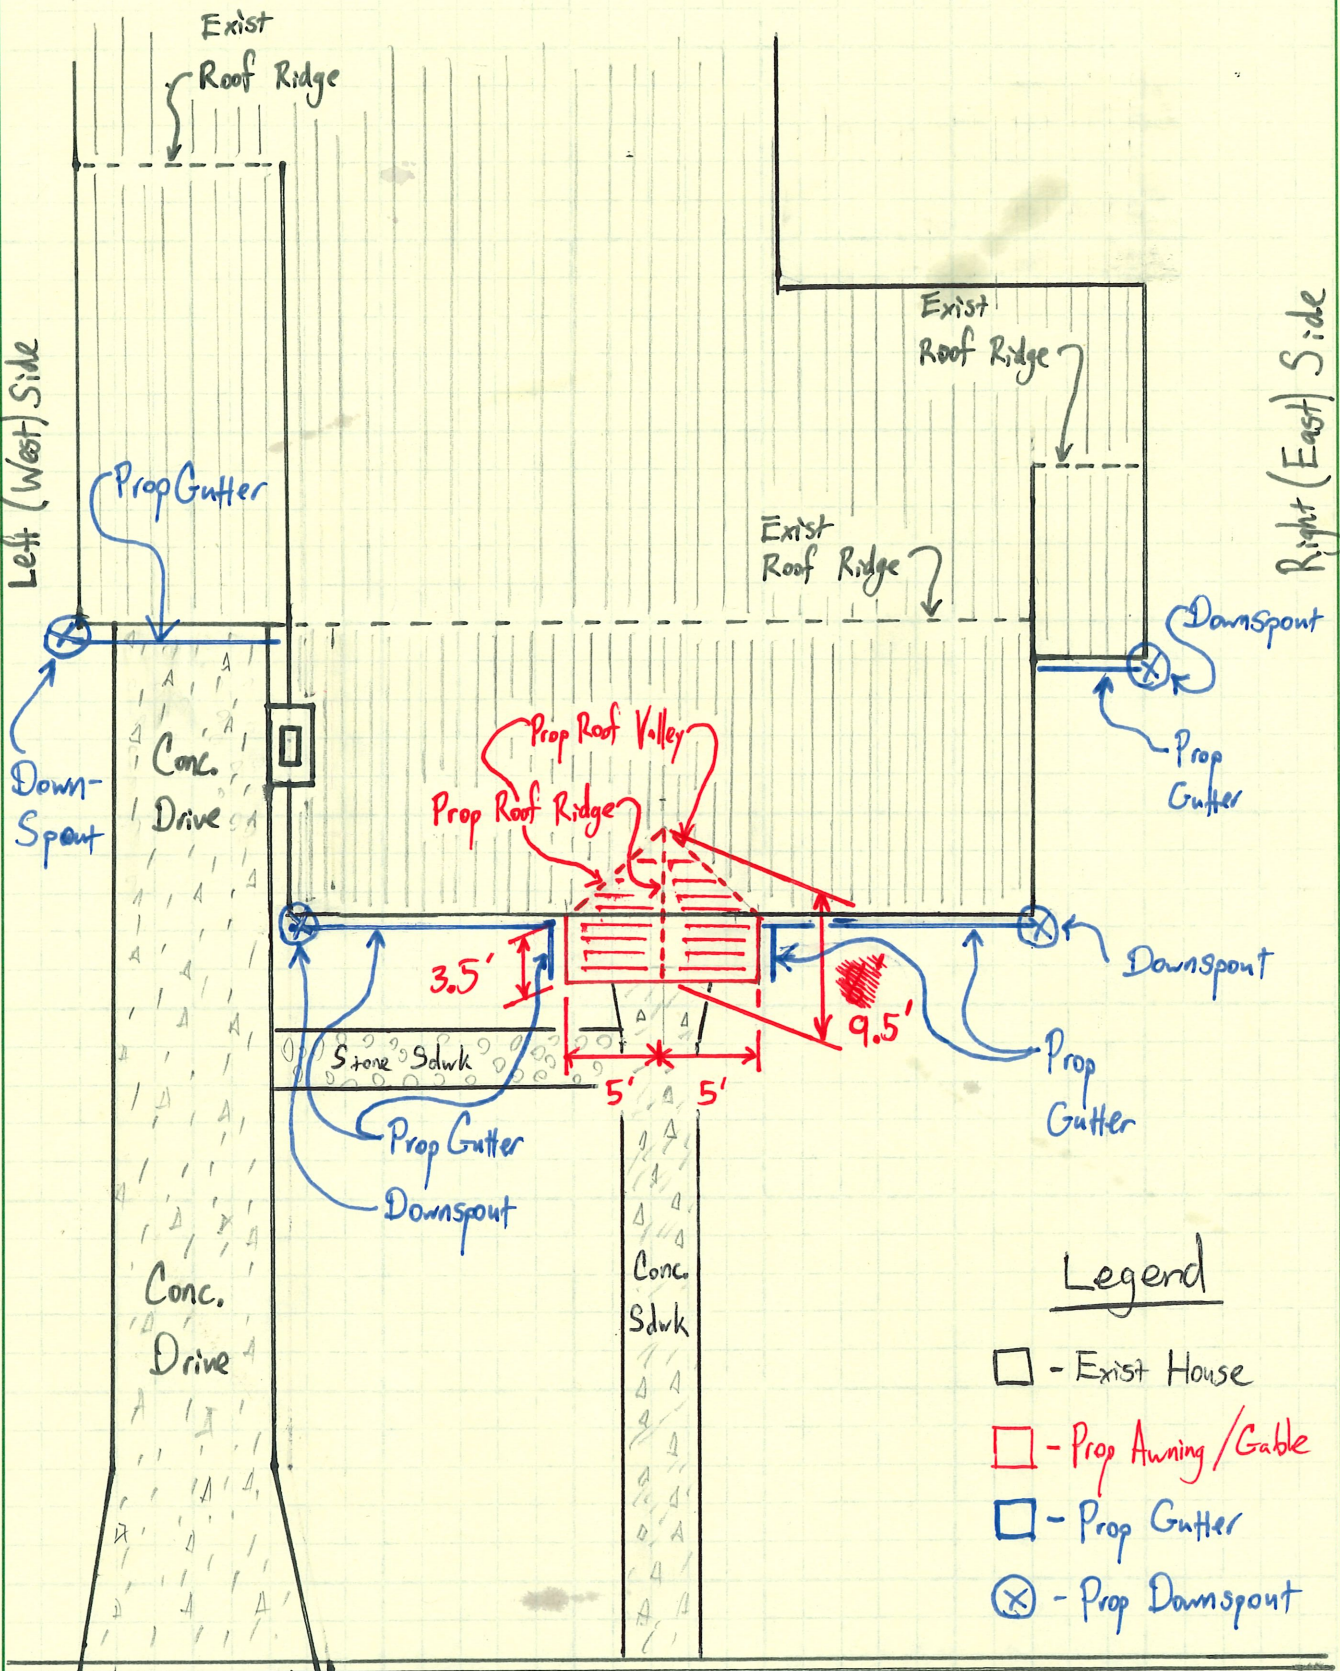 Exist
Roof Ridge
Left (West) Side
Right (East) Side
Exist
Roof Ridge
Prop Gutter
Exist
Roof Ridge
Downspout
Prop
Gutter
Down-
Spout
Conc.
Drive
Prop Roof Valley
Prop Roof Ridge
3.5'
9.5'
Downspout
Stone Sdwk
5'
5'
Prop
Gutter
Prop Gutter
Downspout
Conc.
Sdwk
Conc.
Drive
Legend
- Exist House
- Prop Awning/Gable
- Prop Gutter
- Prop Downspout